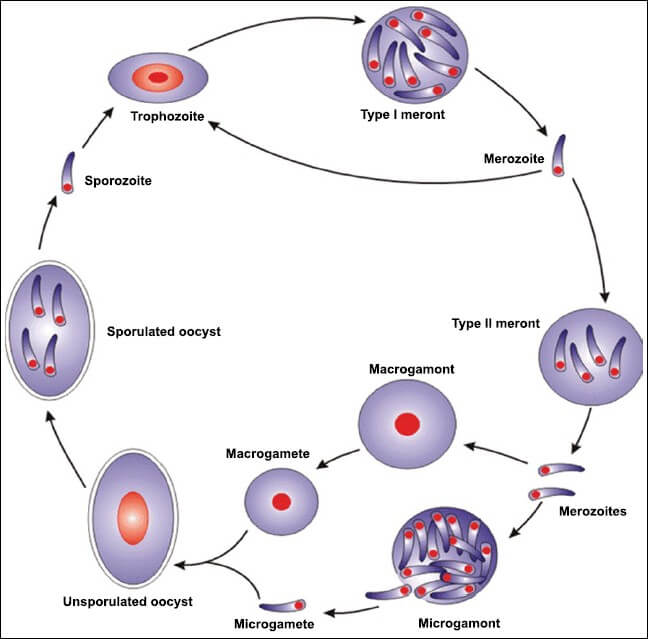 Trophozoite
Type I meront
Merozoite
Sporozoite
Type II meront
Sporulated oocyst
Macrogamont
Macrogamete
Merozoites
Unsporulated oocyst
Microgamete
Microgamont